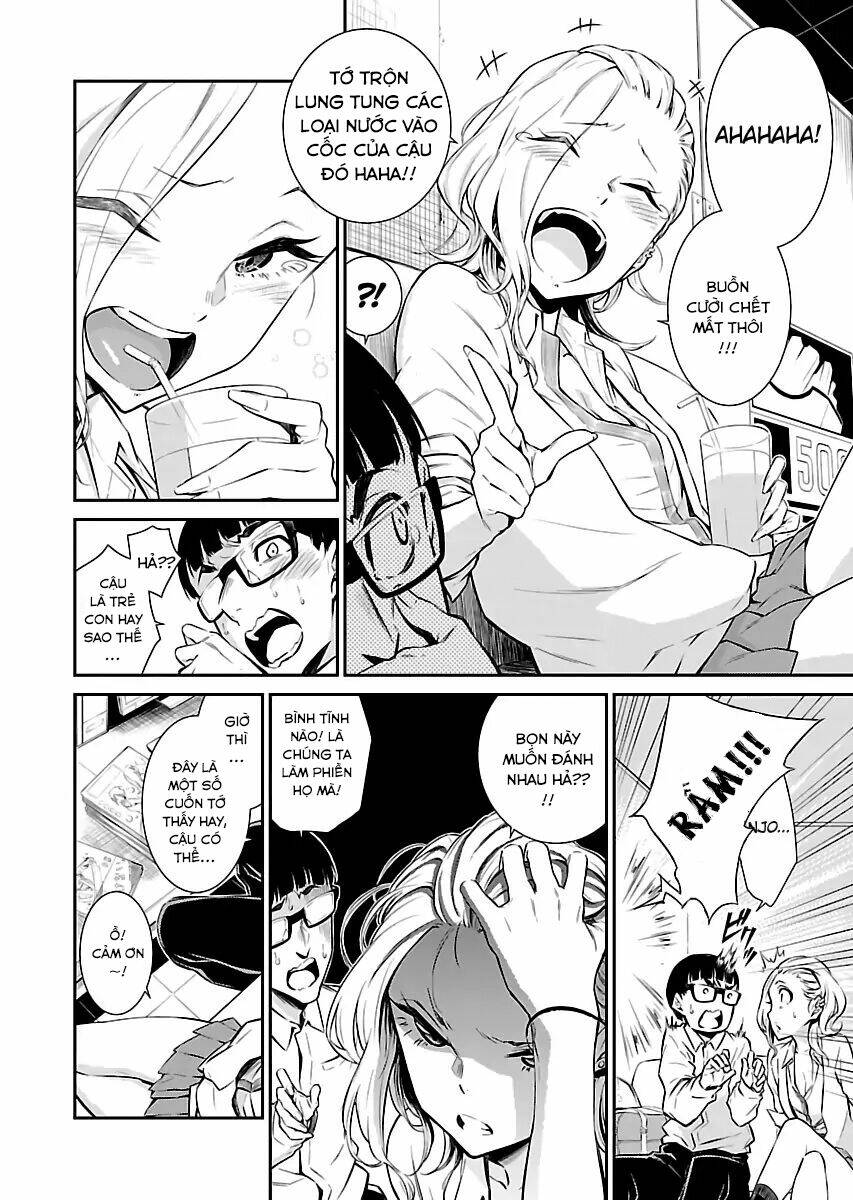 AHAHAHA!
BUỒN
CƯỜI CHẾT
MẤT THÔI
!!!
TỚ TRỘN
LUNG TUNG CÁC
LOẠI NƯỚC VÀO
CỐC CỦA CẬU
ĐÓ HAHA!!
?!
500
HẢ??
CẬU
LÀ TRẺ
CON HAY
SAO THẾ
...
RẦM!!!!
NJO...
ビク
BỌN NÀY
MUỐN ĐÁNH
NHAU HẢ??
!!
BÌNH TĨNH
NÀO! LÀ
CHÚNG TA
LÀM PHIỀN
HỌ MÀ!
GIỜ
THÌ
...
ĐÂY LÀ
MỘT SỐ
CUỐN TỚ
THẤY HAY,
CẬU CÓ
THỂ...
Ồ!
CẢM ƠN
~!